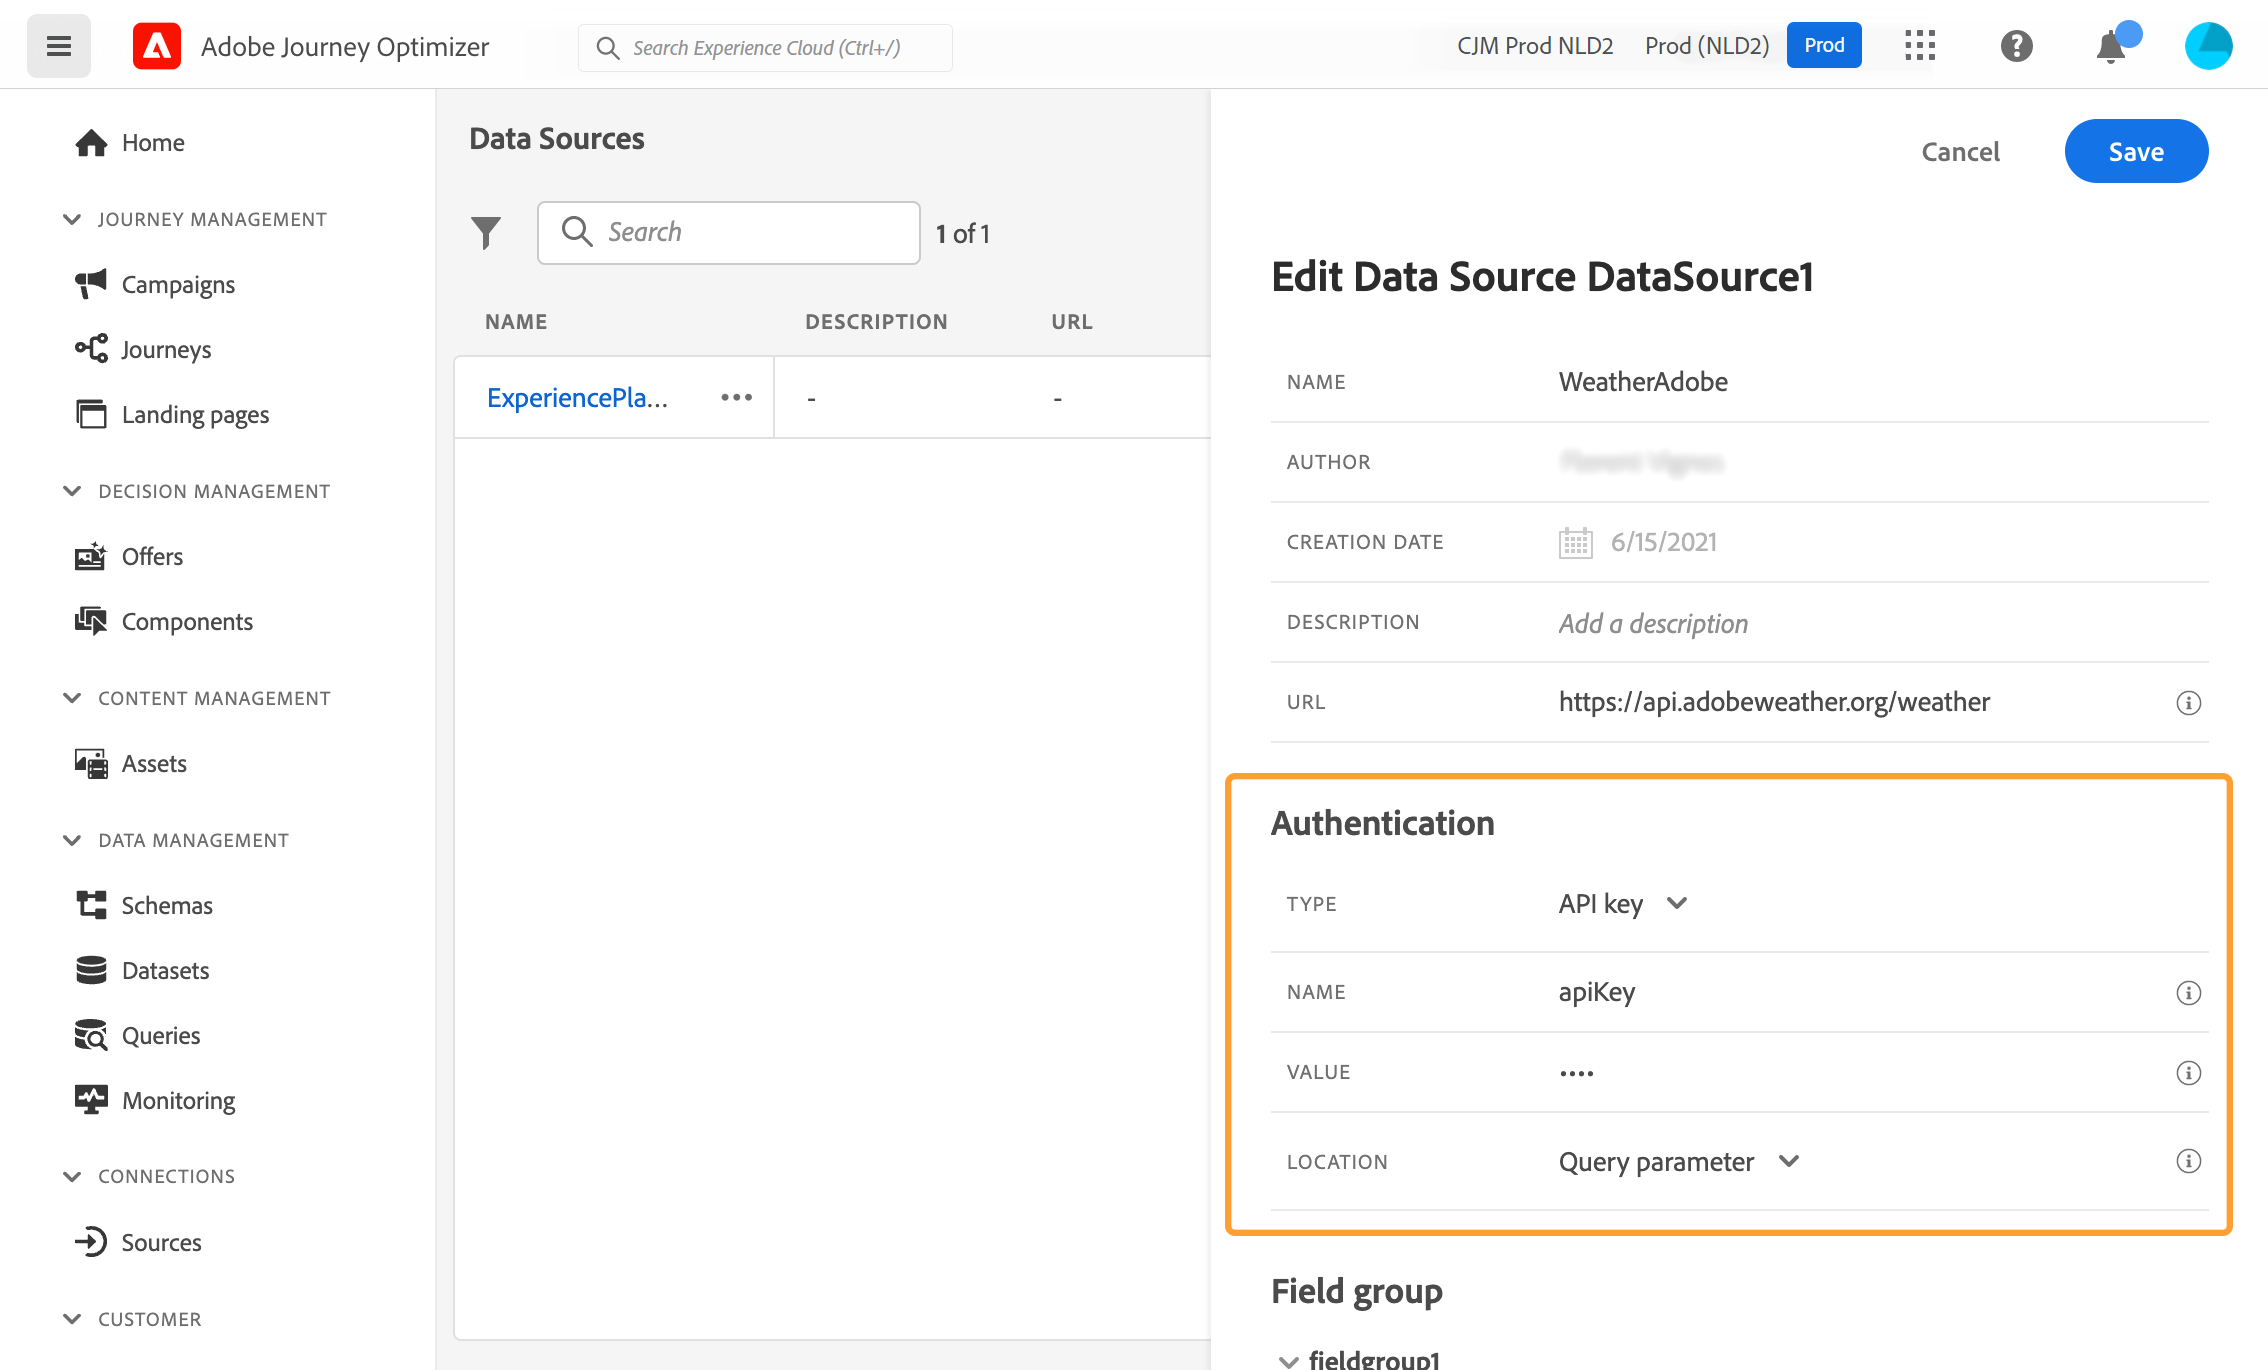 Adobe Journey Optimizer
Search Experience Cloud (Ctrl+/)
CJM Prod NLD2
Prod (NLD2)
Prod
Home
JOURNEY MANAGEMENT
Campaigns
Journeys
Landing pages
DECISION MANAGEMENT
Offers
Components
CONTENT MANAGEMENT
Assets
DATA MANAGEMENT
Schemas
Datasets
Queries
Monitoring
CONNECTIONS
Sources
CUSTOMER
Data Sources
Search
1 of 1
NAME DESCRIPTION URL
ExperiencePla... - -
Cancel
Save
Edit Data Source DataSource1
NAME WeatherAdobe
AUTHOR
CREATION DATE 6/15/2021
DESCRIPTION Add a description
URL https://api.adobeweather.org/weather
Authentication
TYPE API key
NAME apiKey
VALUE ••••
LOCATION Query parameter
Field group
fieldgroup1